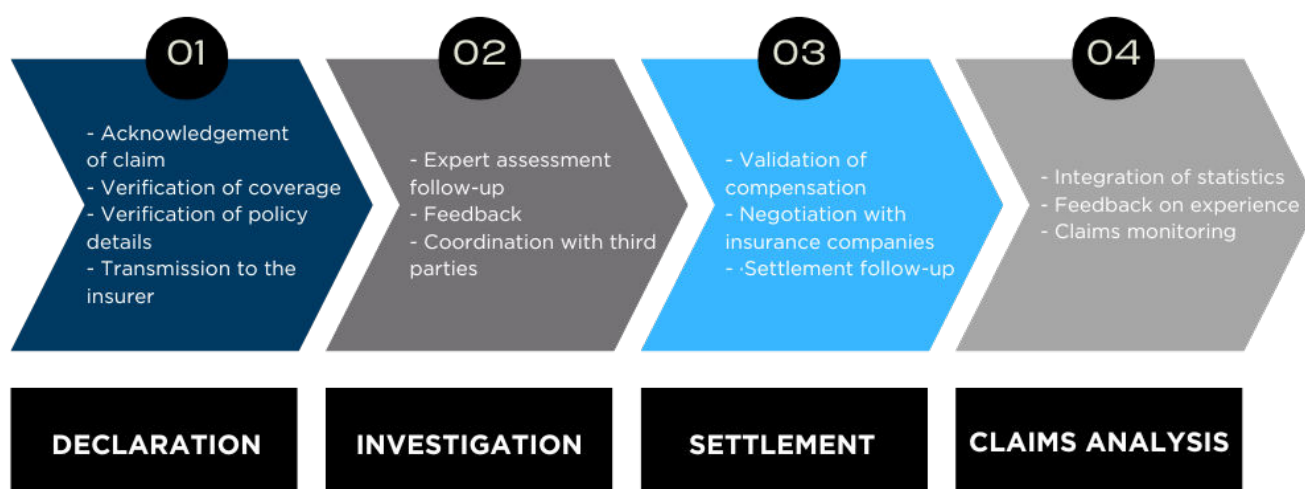 01
- Acknowledgement
of claim
- Verification of coverage
- Verification of policy
details
- Transmission to the
insurer
DECLARATION
02
- Expert assessment
follow-up
- Feedback
- Coordination with third
parties
INVESTIGATION
03
- Validation of
compensation
- Negotiation with
insurance companies
- ·Settlement follow-up
SETTLEMENT
04
- Integration of statistics
- Feedback on experience
- Claims monitoring
CLAIMS ANALYSIS